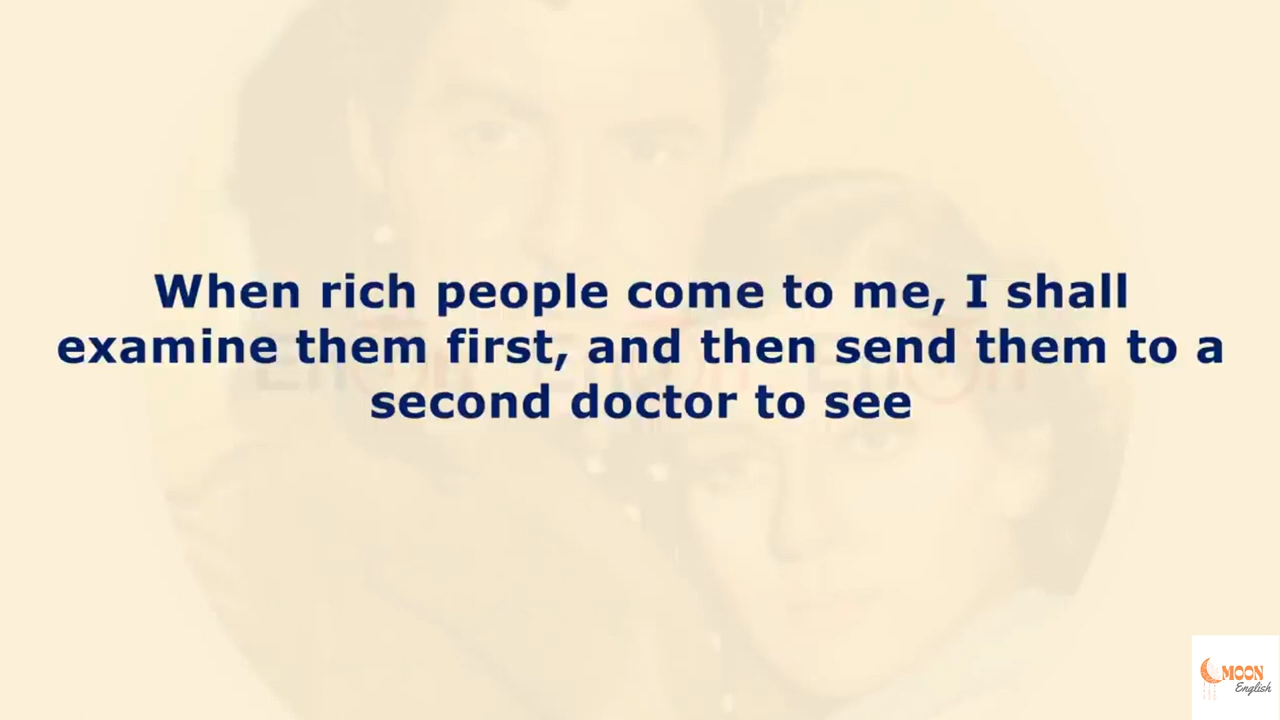 When rich people come to me, I shall
examine them first, and then send them to a
second doctor to see
MOON
English